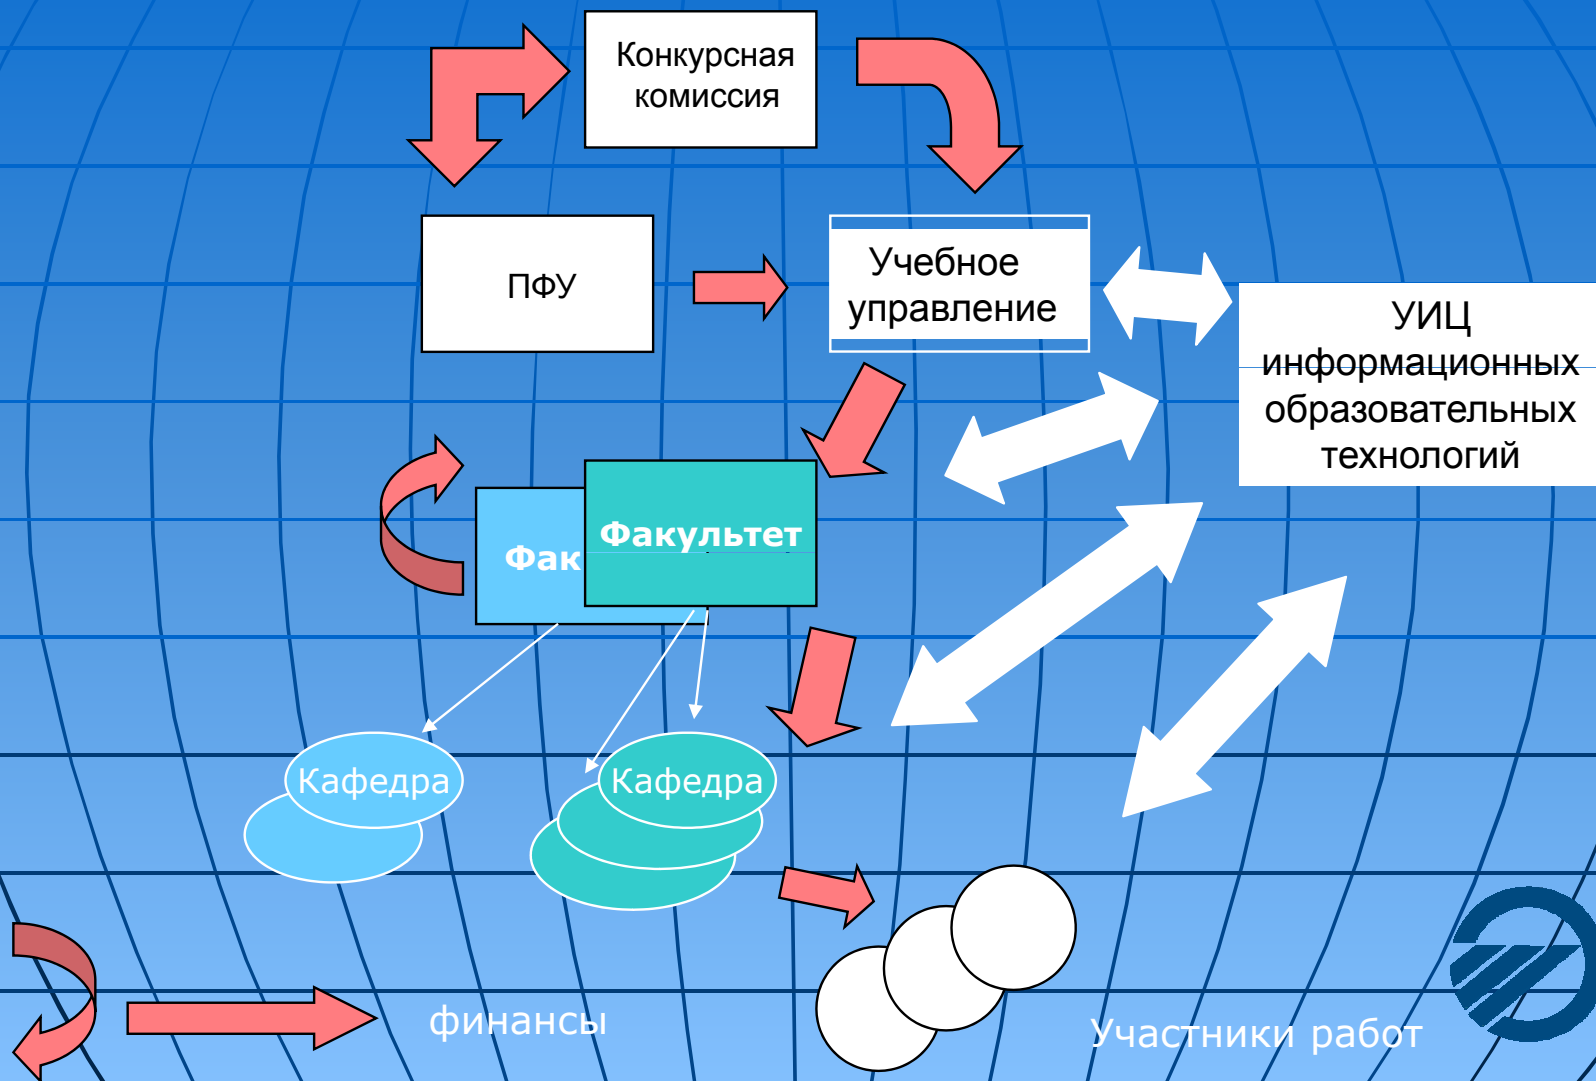 Конкурсная
комиссия
ПФУ
Учебное
управление
УИЦ
информационных
образовательных
технологий
Факультет
Фак
Кафедра
Кафедра
финансы
Участники работ